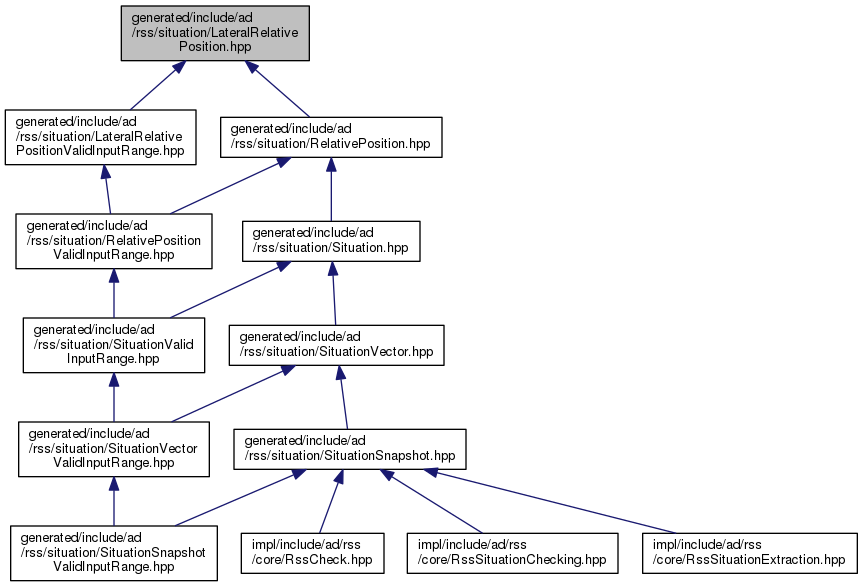 generated/include/ad
/rss/situation/LateralRelative
Position.hpp
generated/include/ad
/rss/situation/LateralRelative
PositionValidInputRange.hpp
generated/include/ad
/rss/situation/RelativePosition.hpp
generated/include/ad
/rss/situation/RelativePosition
ValidInputRange.hpp
generated/include/ad
/rss/situation/Situation.hpp
generated/include/ad
/rss/situation/SituationValid
InputRange.hpp
generated/include/ad
/rss/situation/SituationVector.hpp
generated/include/ad
/rss/situation/SituationVector
ValidInputRange.hpp
generated/include/ad
/rss/situation/SituationSnapshot.hpp
generated/include/ad
/rss/situation/SituationSnapshot
ValidInputRange.hpp
impl/include/ad/rss
/core/RssCheck.hpp
impl/include/ad/rss
/core/RssSituationChecking.hpp
impl/include/ad/rss
/core/RssSituationExtraction.hpp